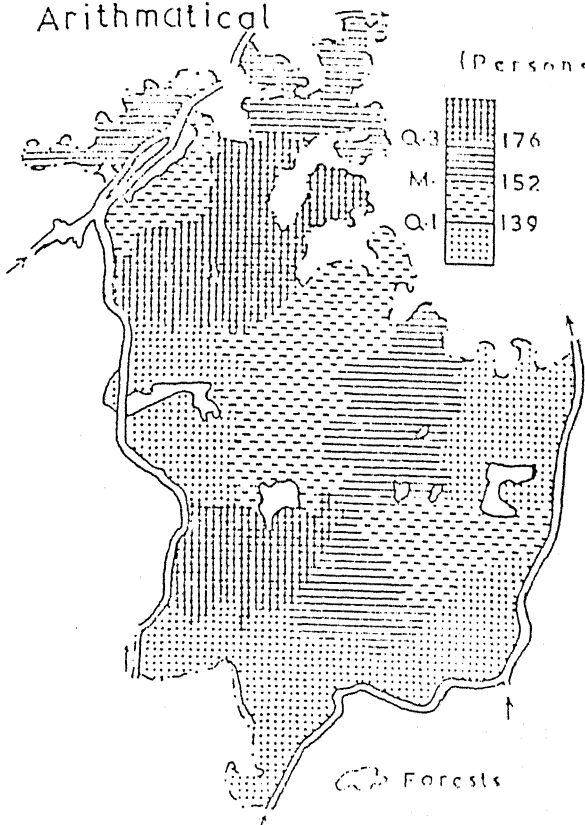 Arithmatical
(Persons
Q.3 176
M. 152
Q.1 139
Forests